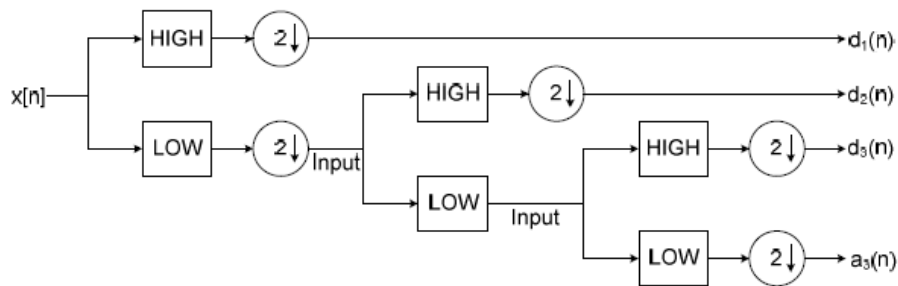 HIGH
2↓
d₁(n)
x[n]
HIGH
2↓
d₂(n)
LOW
2↓
Input
HIGH
2↓
d₃(n)
LOW
Input
LOW
2↓
a₃(n)